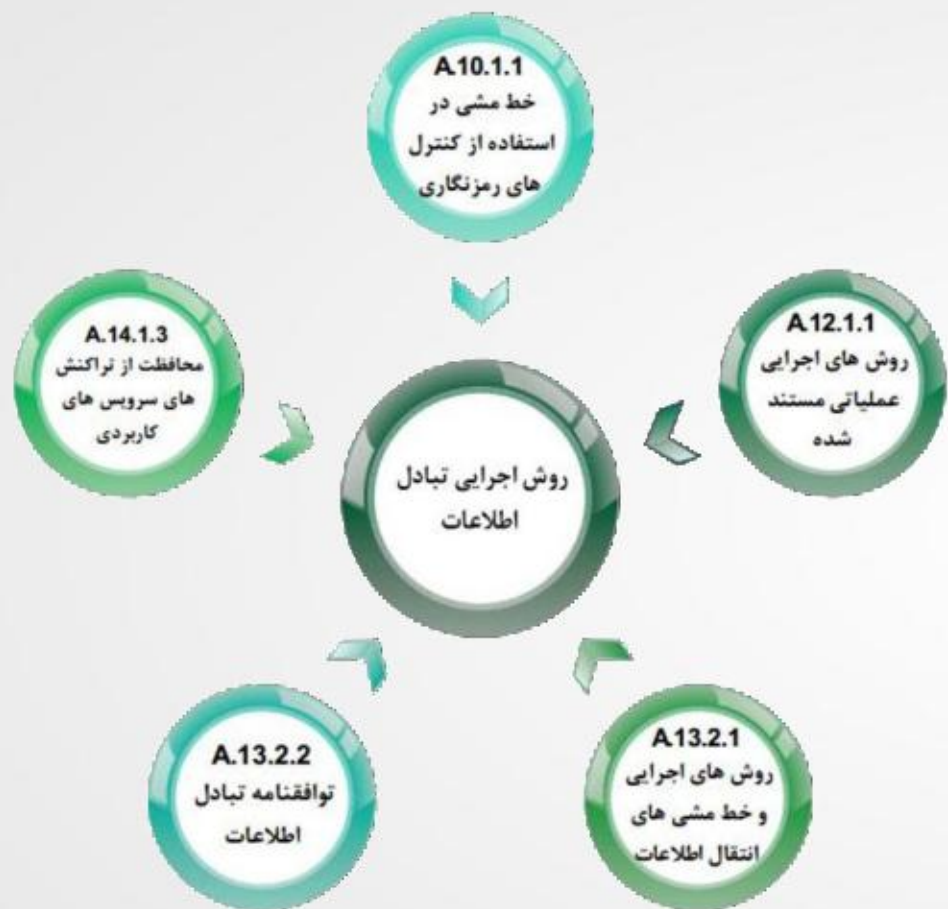 A.10.1.1
خط مشی در
استفاده از کنترل
های رمزنگاری
A.12.1.1
روش های اجرایی
عملیاتی مستند
شده
A.14.1.3
محافظت از تراکنش
های سرویس های
کاربردی
روش اجرایی تبادل
اطلاعات
A.13.2.1
روش های اجرایی
و خط مشی های
انتقال اطلاعات
A.13.2.2
توافقنامه تبادل
اطلاعات